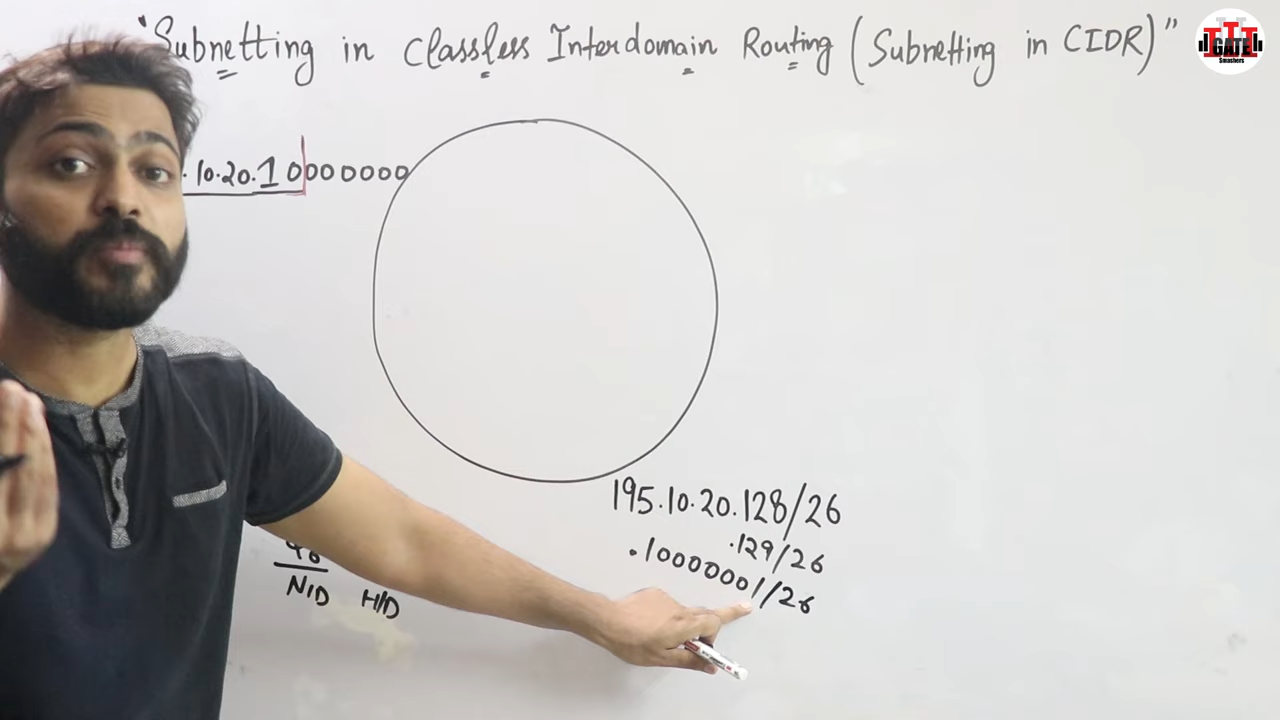 "Subnetting in Classless Interdomain Routing (Subnetting in CIDR)"
GATE
Smashers
.10.20.10000000
195.10.20.128/26
.129/26
.10000001/26
NID H/D